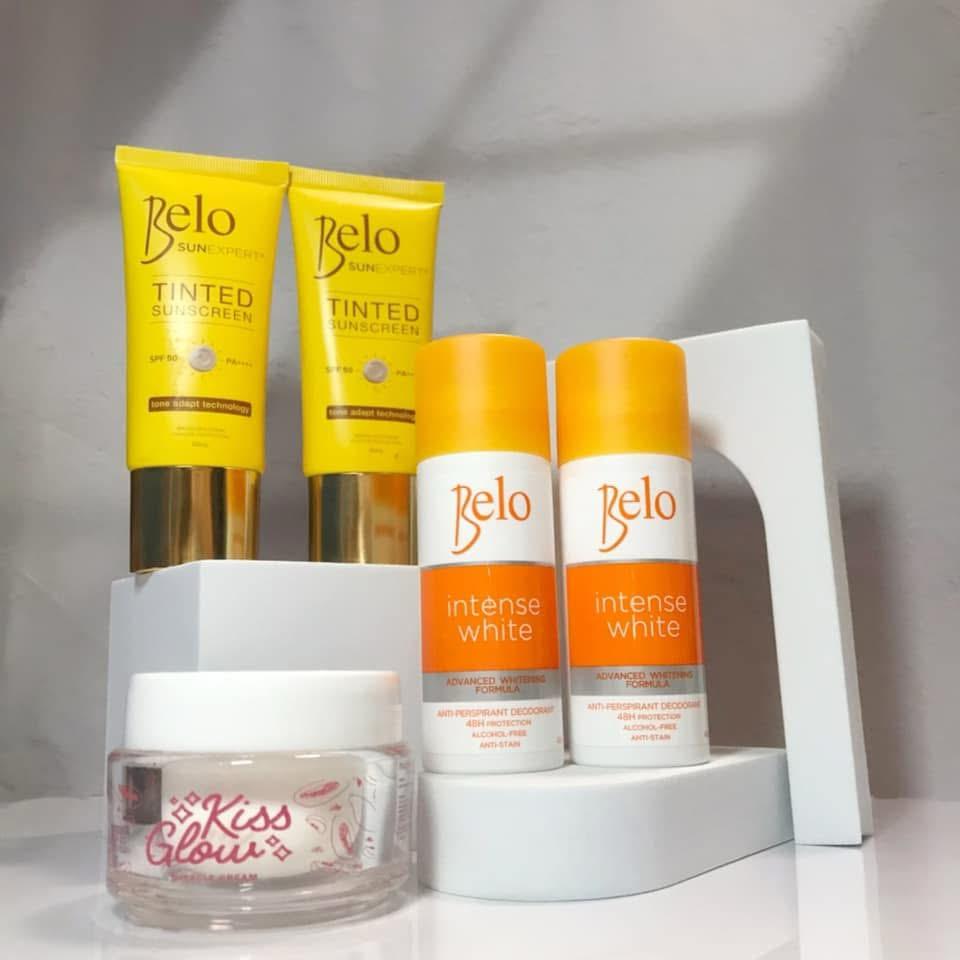 Belo
SUNEXPERT
TINTED
SUNSCREEN
SPF 50 PA++++
tone adapt technology
Belo
SUNEXPERT
TINTED
SUNSCREEN
SPF 50 PA+++
tone adapt technology
Belo
intense
white
ADVANCED WHITENING
FORMULA
ANTI-PERSPIRANT DEODORANT
48H PROTECTION
ALCOHOL-FREE
ANTI-STAIN
Belo
intense
white
ADVANCED WHITENING
FORMULA
ANTI-PERSPIRANT DEODORANT
48H PROTECTION
ALCOHOL-FREE
ANTI-STAIN
Kiss
Glow
MIRACLE CREAM